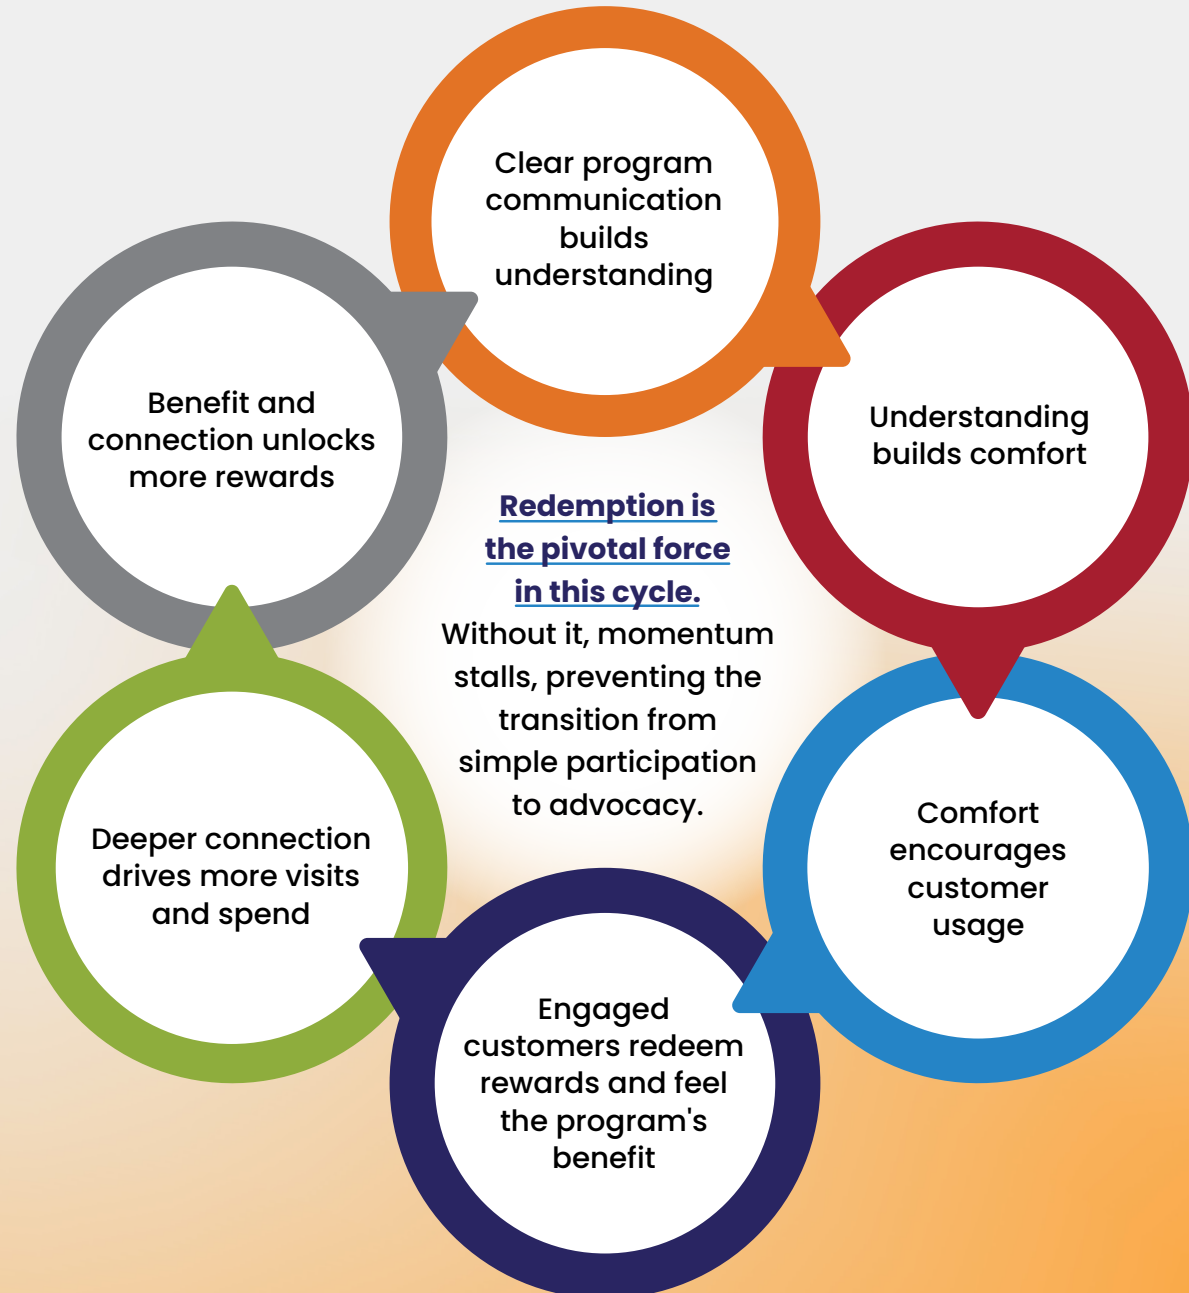 Clear program
communication
builds
understanding
Understanding
builds comfort
Comfort
encourages
customer
usage
Engaged
customers redeem
rewards and feel
the program's
benefit
Deeper connection
drives more visits
and spend
Benefit and
connection unlocks
more rewards
Redemption is
the pivotal force
in this cycle.
Without it, momentum
stalls, preventing the
transition from
simple participation
to advocacy.